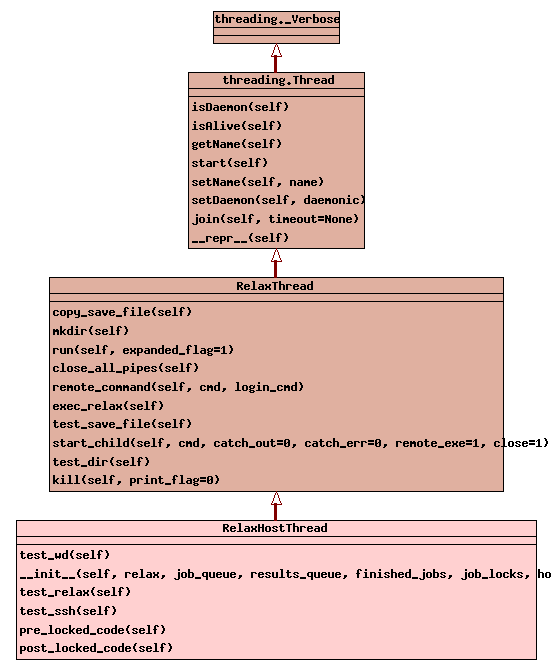 threading._Verbose
threading.Thread
isDaemon(self)
isAlive(self)
getName(self)
start(self)
setName(self, name)
setDaemon(self, daemonic)
join(self, timeout=None)
__repr__(self)
RelaxThread
copy_save_file(self)
mkdir(self)
run(self, expanded_flag=1)
close_all_pipes(self)
remote_command(self, cmd, login_cmd)
exec_relax(self)
test_save_file(self)
start_child(self, cmd, catch_out=0, catch_err=0, remote_exe=1, close=1)
test_dir(self)
kill(self, print_flag=0)
RelaxHostThread
test_wd(self)
__init__(self, relax, job_queue, results_queue, finished_jobs, job_locks, ho
test_relax(self)
test_ssh(self)
pre_locked_code(self)
post_locked_code(self)